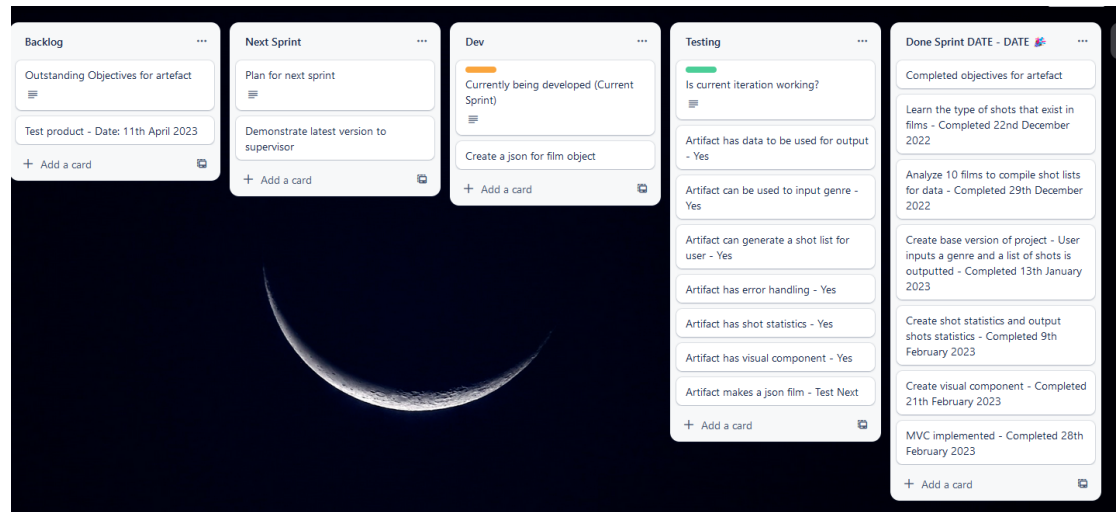 Backlog
Outstanding Objectives for artefact
Test product - Date: 11th April 2023
+ Add a card
Next Sprint
Plan for next sprint
Demonstrate latest version to
supervisor
+ Add a card
Dev
Currently being developed (Current
Sprint)
Create a json for film object
+ Add a card
Testing
Is current iteration working?
Artifact has data to be used for output
- Yes
Artifact can be used to input genre -
Yes
Artifact can generate a shot list for
user - Yes
Artifact has error handling - Yes
Artifact has shot statistics - Yes
Artifact has visual component - Yes
Artifact makes a json film - Test Next
+ Add a card
Done Sprint DATE - DATE 🎉
Completed objectives for artefact
Learn the type of shots that exist in
films - Completed 22nd December
2022
Analyze 10 films to compile shot lists
for data - Completed 29th December
2022
Create base version of project - User
inputs a genre and a list of shots is
outputted - Completed 13th January
2023
Create shot statistics and output
shots statistics - Completed 9th
February 2023
Create visual component - Completed
21th February 2023
MVC implemented - Completed 28th
February 2023
+ Add a card